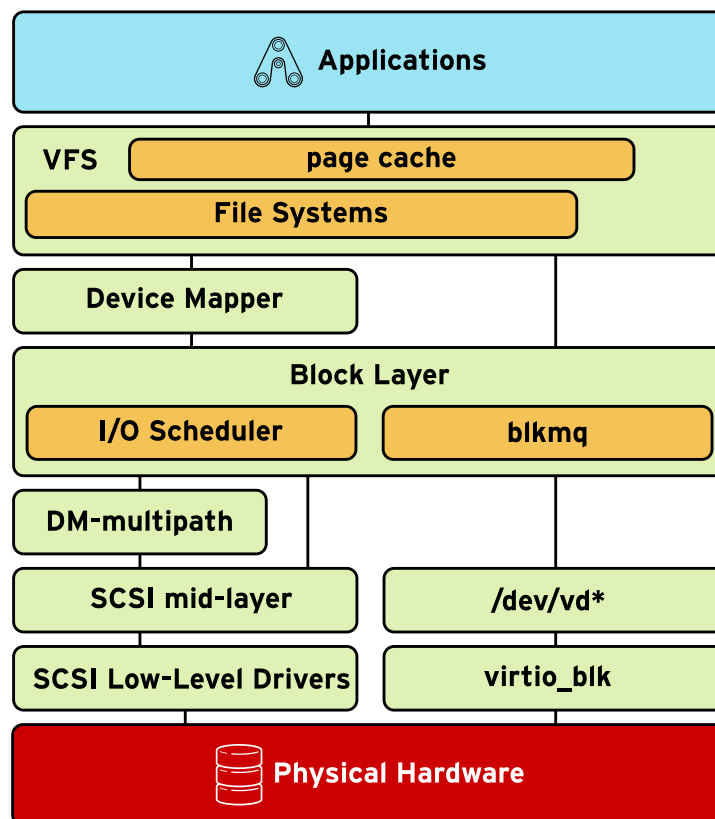 Applications
VFS
page cache
File Systems
Device Mapper
Block Layer
I/O Scheduler
blkmq
DM-multipath
SCSI mid-layer
/dev/vd*
SCSI Low-Level Drivers
virtio_blk
Physical Hardware